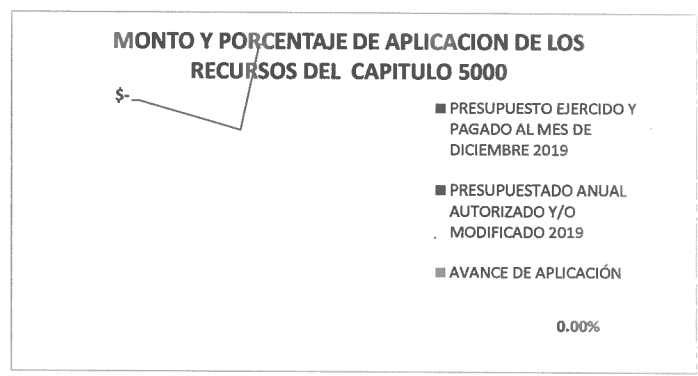 MONTO Y PORCENTAJE DE APLICACION DE LOS
RECURSOS DEL CAPITULO 5000
$-
PRESUPUESTO EJERCIDO Y
PAGADO AL MES DE
DICIEMBRE 2019
PRESUPUESTADO ANUAL
AUTORIZADO Y/O
MODIFICADO 2019
AVANCE DE APLICACIÓN
0.00%